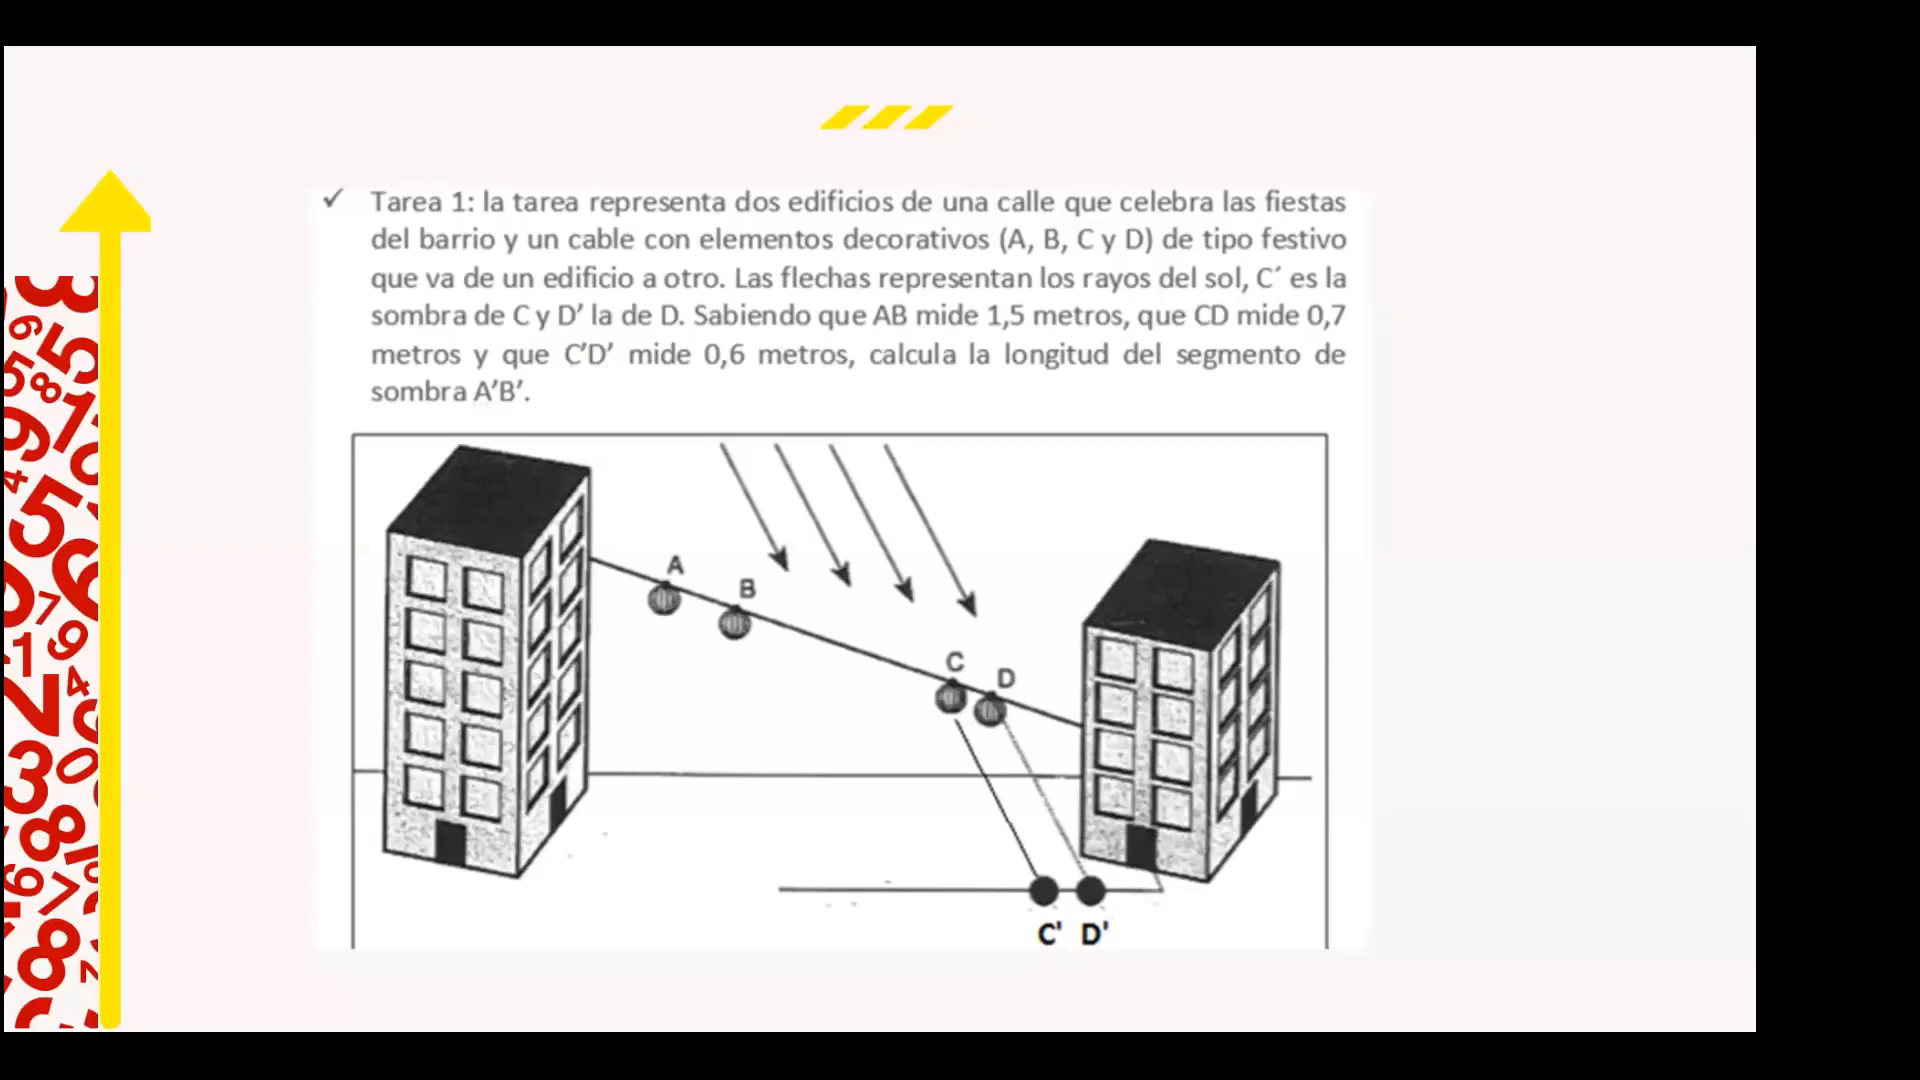 ✓ Tarea 1: la tarea representa dos edificios de una calle que celebra las fiestas
del barrio y un cable con elementos decorativos (A, B, C y D) de tipo festivo
que va de un edificio a otro. Las flechas representan los rayos del sol, C´ es la
sombra de C y D’ la de D. Sabiendo que AB mide 1,5 metros, que CD mide 0,7
metros y que C’D’ mide 0,6 metros, calcula la longitud del segmento de
sombra A’B’.
A
B
C
D
C' D'